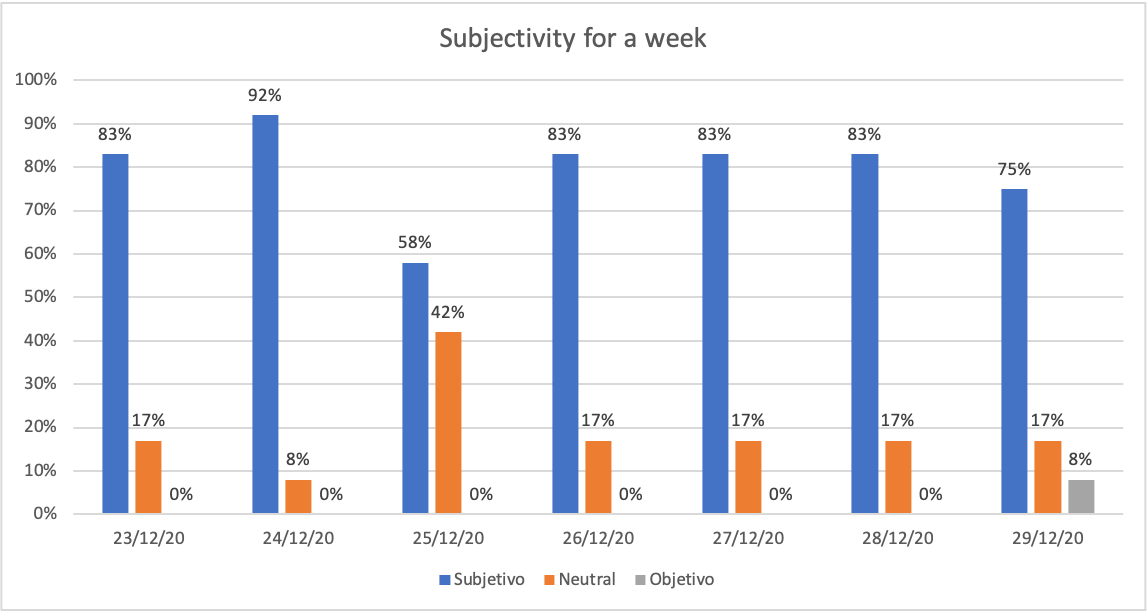 Subjectivity for a week
100%
90%
80%
70%
60%
50%
40%
30%
20%
10%
0%
83% 17% 0%
92% 8% 0%
58% 42% 0%
83% 17% 0%
83% 17% 0%
83% 17% 0%
75% 17% 8%
23/12/20 24/12/20 25/12/20 26/12/20 27/12/20 28/12/20 29/12/20
Subjetivo Neutral Objetivo